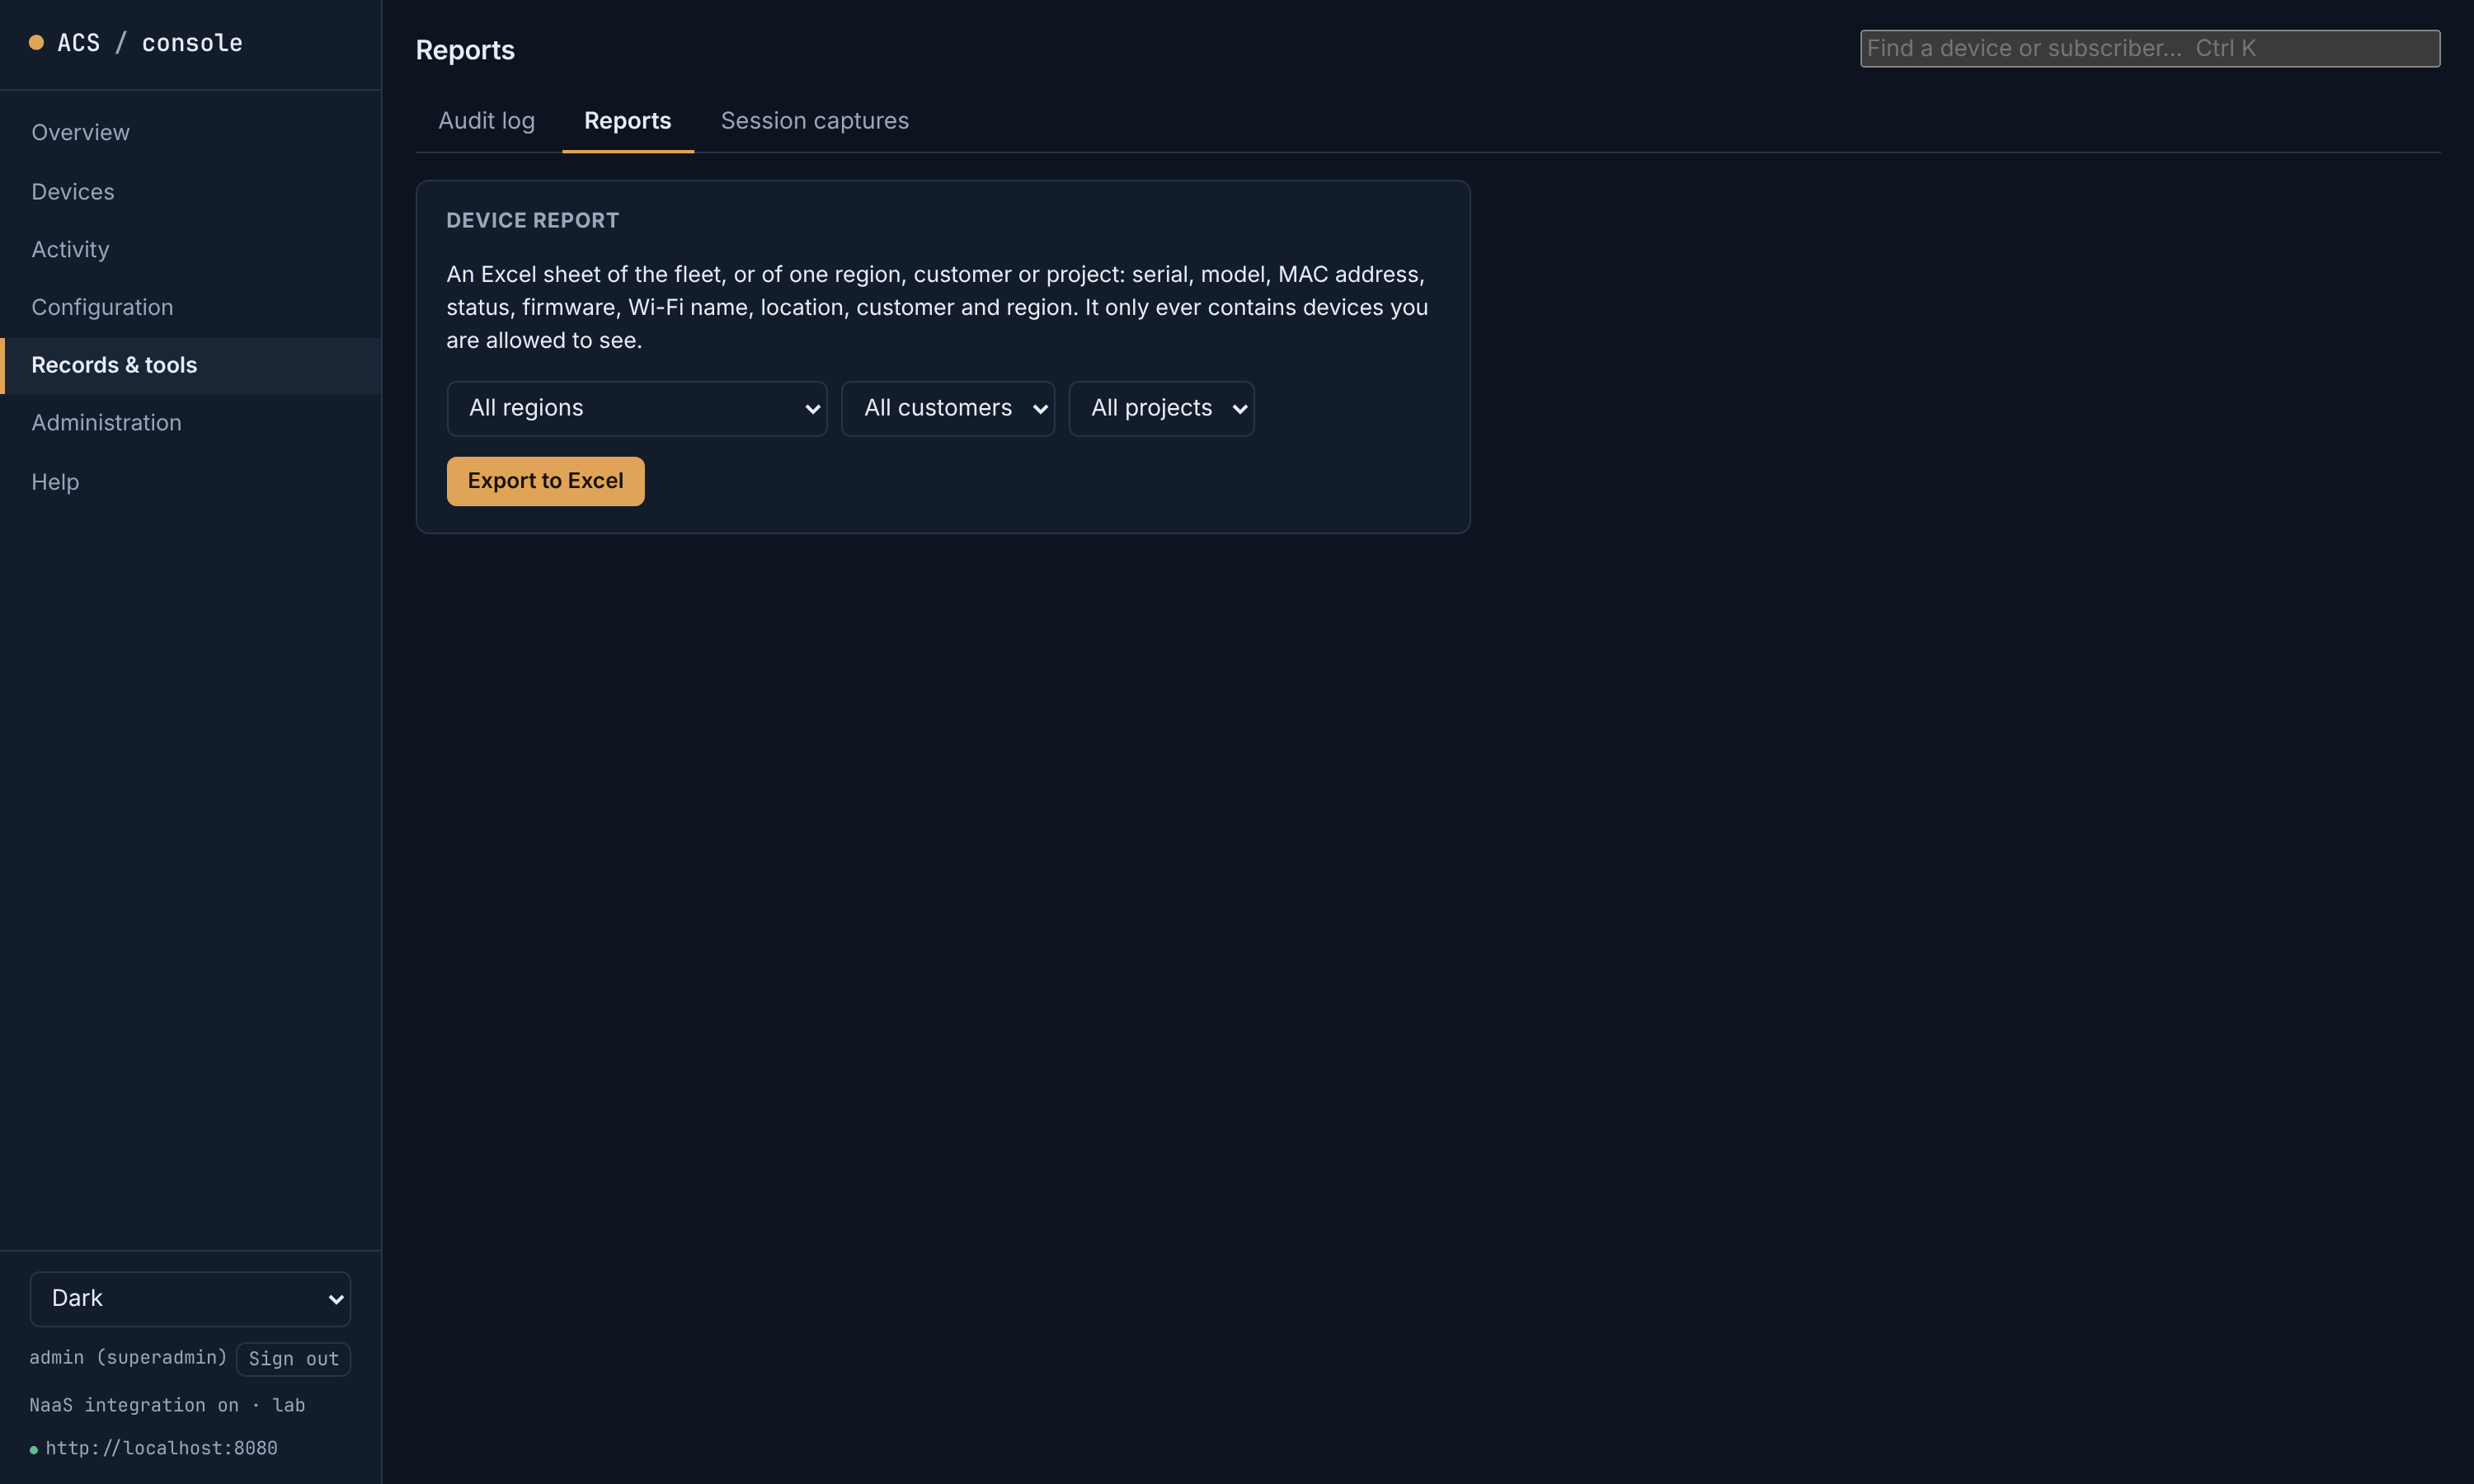 ACS / console
Overview
Devices
Activity
Configuration
Records & tools
Administration
Help
Dark
admin (superadmin) Sign out
NaaS integration on · lab
http://localhost:8080
Reports
Find a device or subscriber... Ctrl K
Audit log Reports Session captures
DEVICE REPORT
An Excel sheet of the fleet, or of one region, customer or project: serial, model, MAC address,
status, firmware, Wi-Fi name, location, customer and region. It only ever contains devices you
are allowed to see.
All regions All customers All projects
Export to Excel